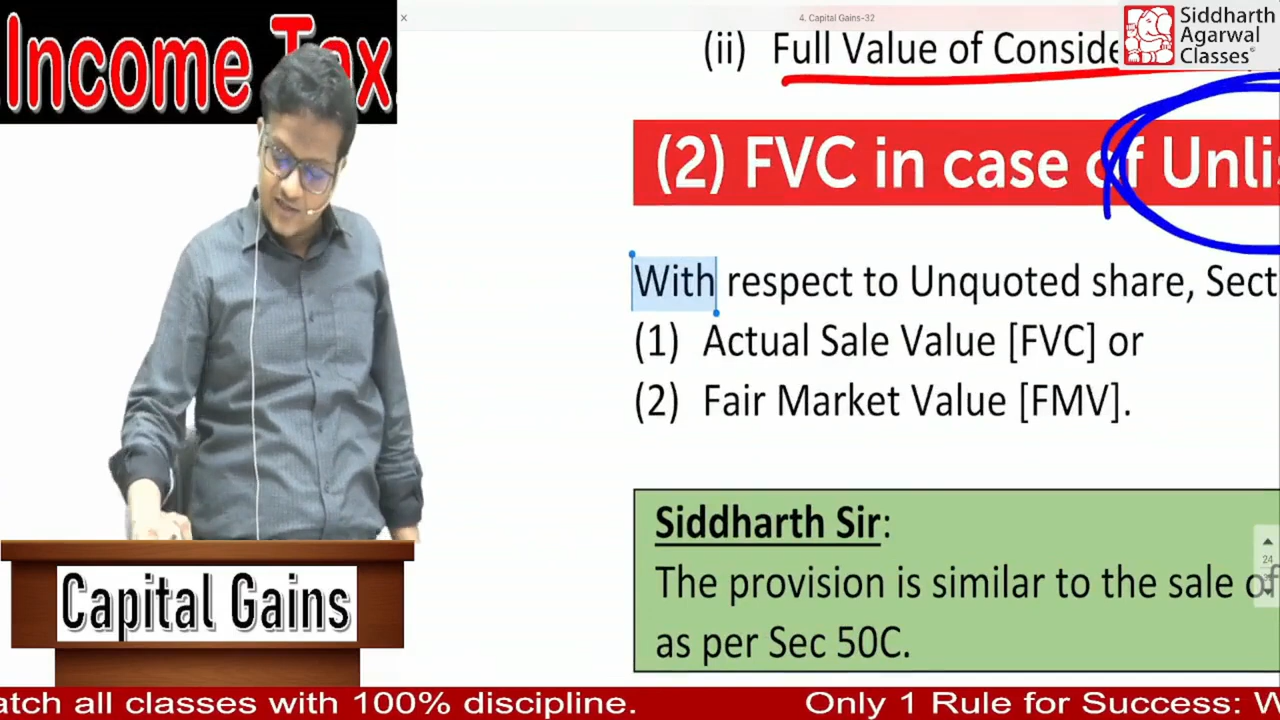 Income Tax
4. Capital Gains-32
Siddharth
Agarwal
Classes
(ii) Full Value of Conside
(2) FVC in case of Unlis
With respect to Unquoted share, Sect
(1) Actual Sale Value [FVC] or
(2) Fair Market Value [FMV].
Siddharth Sir:
The provision is similar to the sale of
as per Sec 50C.
24
Capital Gains
atch all classes with 100% discipline.
Only 1 Rule for Success: W